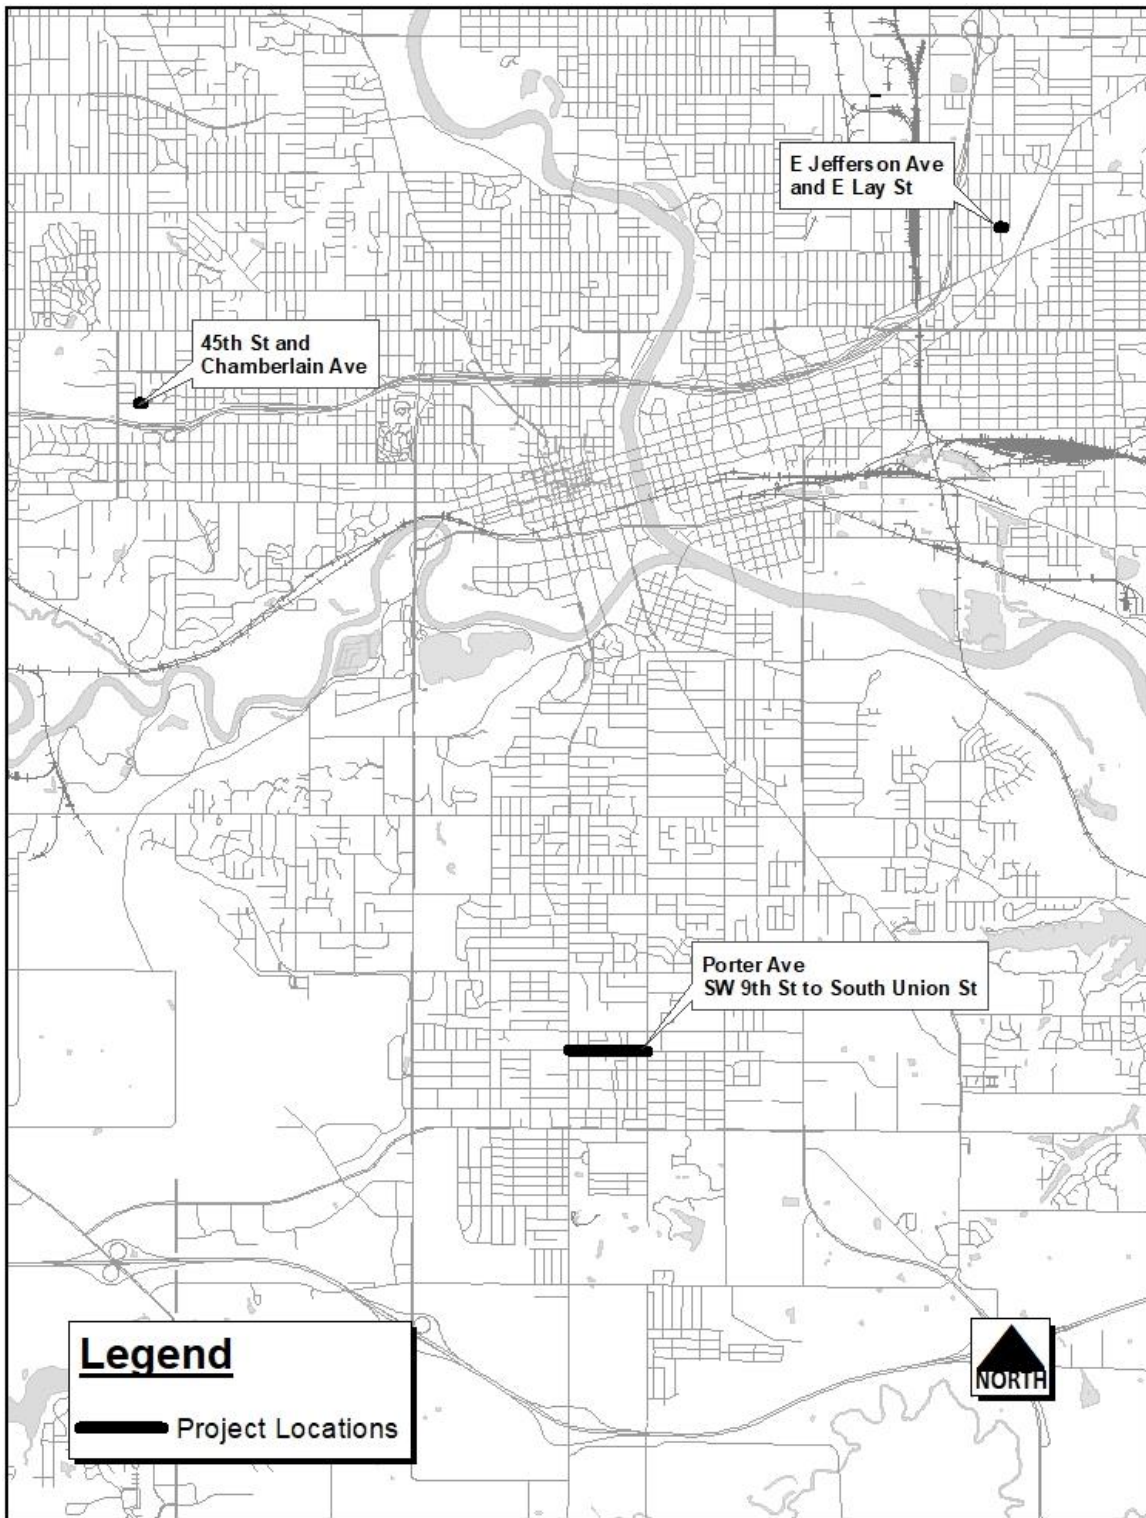 E Jefferson Ave
and E Lay St
45th St and
Chamberlain Ave
Porter Ave
SW 9th St to South Union St
Legend
Project Locations
NORTH